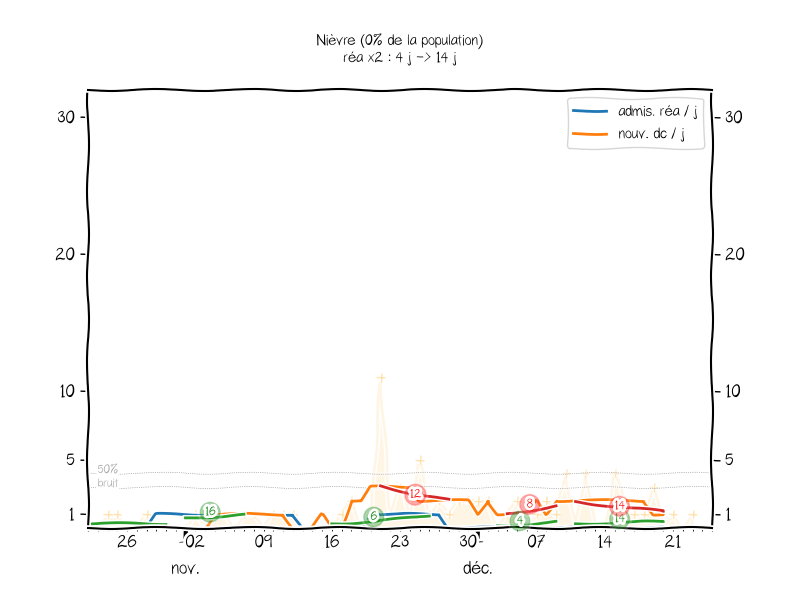 Nièvre (0% de la population)
réa x2 : 4 j -> 14 j
admis. réa / j
nouv. dc / j
30 30
20 20
10 10
5 5
50%
bruit
1 1
16 6 12 4 8 14 14
26 02 09 16 23 30 07 14 21
nov. déc.